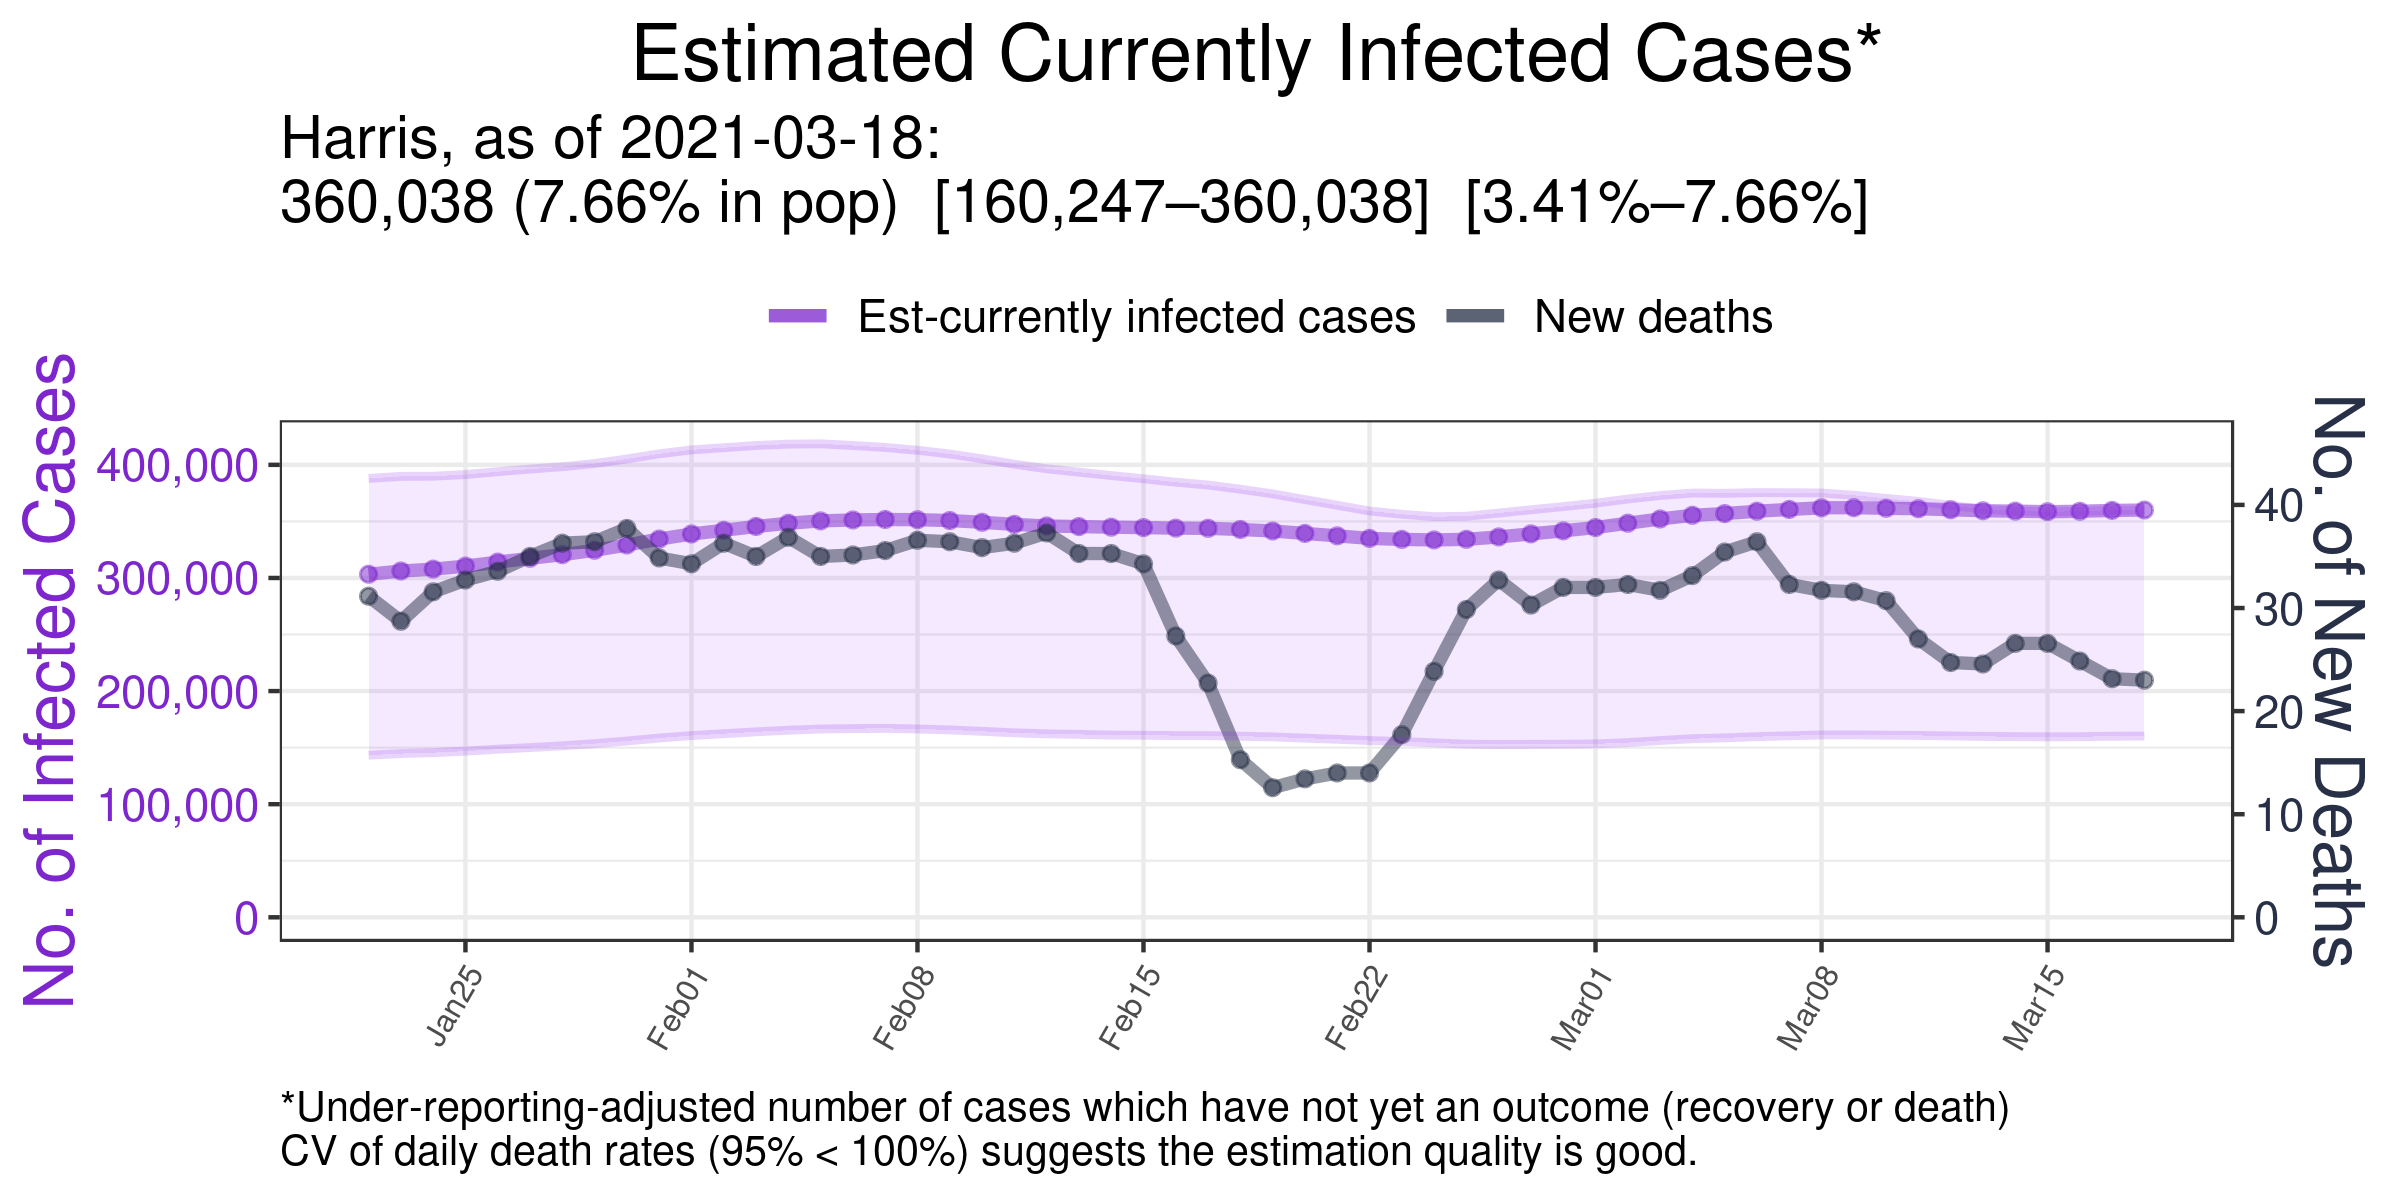 Estimated Currently Infected Cases*
Harris, as of 2021-03-18:
360,038 (7.66% in pop)  [160,247–360,038]  [3.41%–7.66%]
Est-currently infected cases
New deaths
No. of Infected Cases
400,000
300,000
200,000
100,000
0
40
30
20
10
0
No. of New Deaths
Jan25
Feb01
Feb08
Feb15
Feb22
Mar01
Mar08
Mar15
*Under-reporting-adjusted number of cases which have not yet an outcome (recovery or death)
CV of daily death rates (95% < 100%) suggests the estimation quality is good.